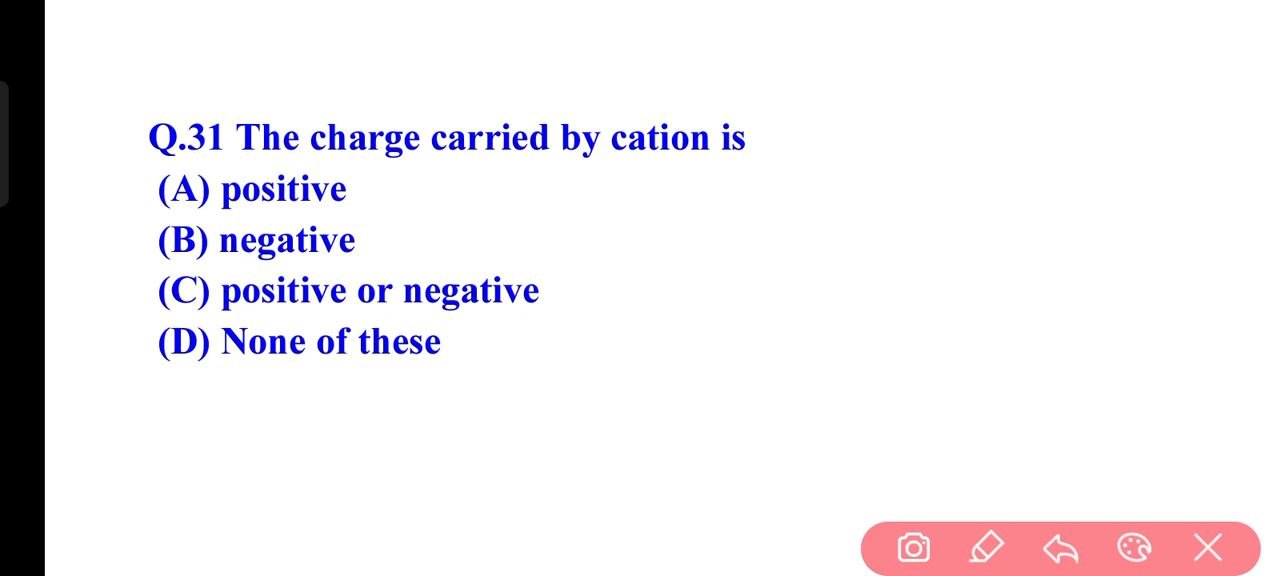 Q.31 The charge carried by cation is
(A) positive
(B) negative
(C) positive or negative
(D) None of these